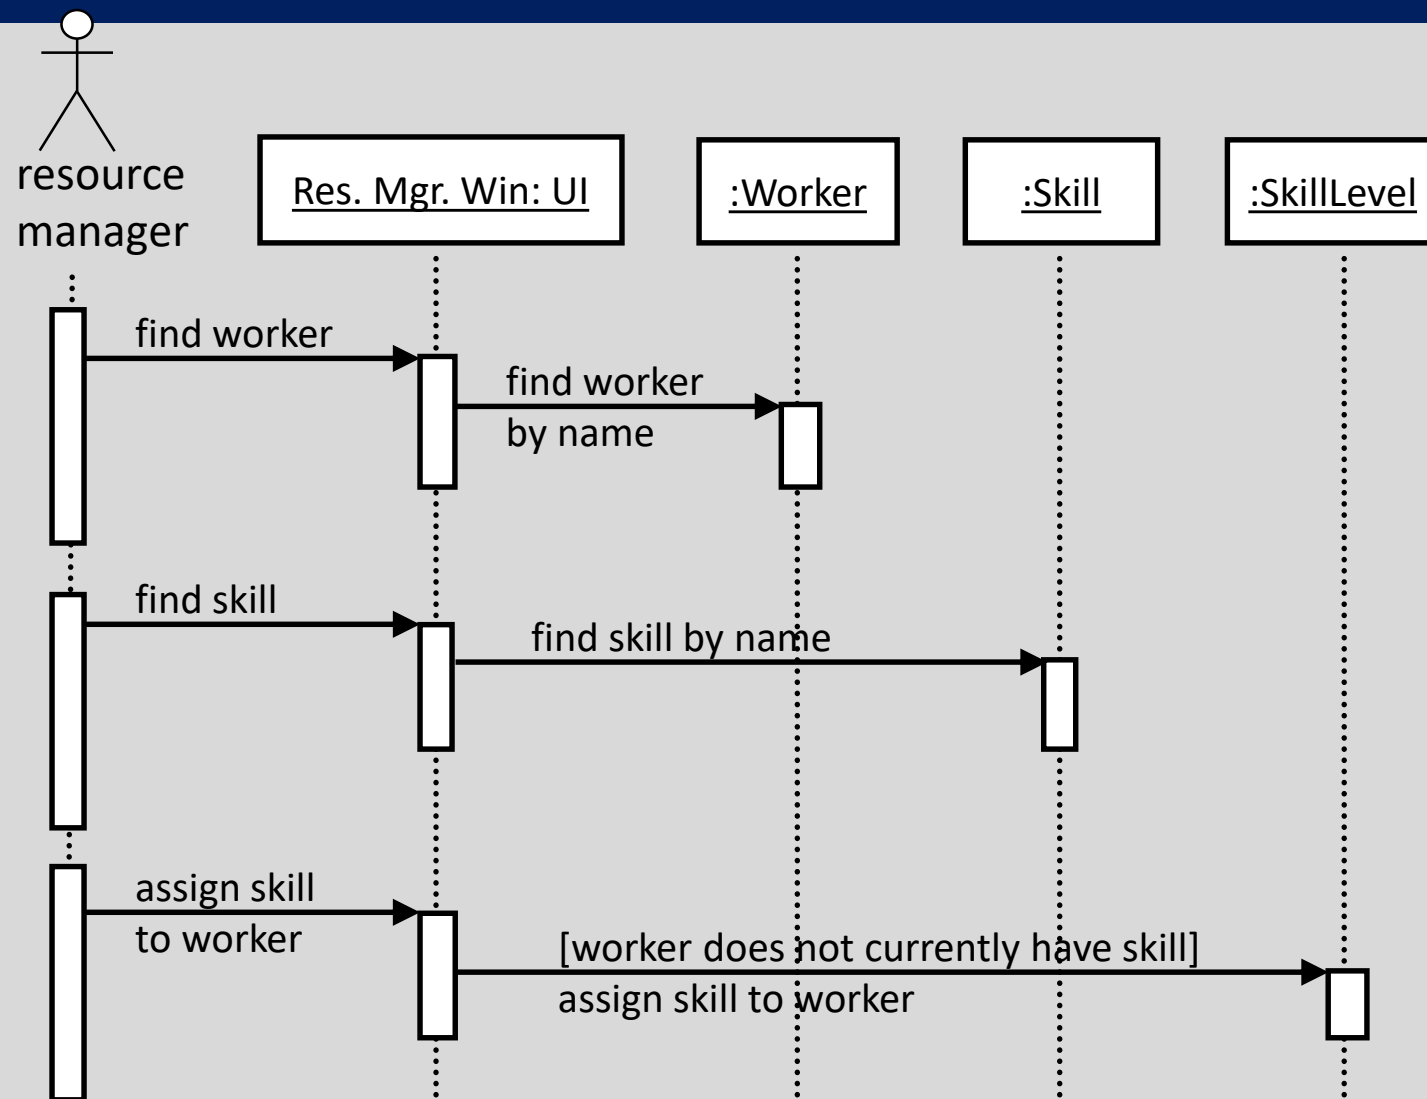 resource
manager
Res. Mgr. Win: UI
:Worker
:Skill
:SkillLevel
find worker
find worker
by name
find skill
find skill by name
assign skill
to worker
[worker does not currently have skill]
assign skill to worker